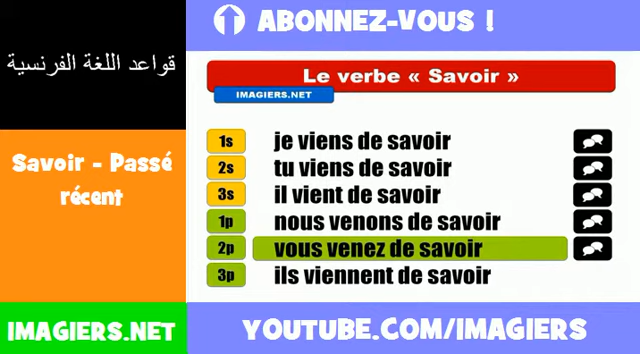 قواعد اللغة الفرنسية
Savoir - Passé
récent
IMAGIERS.NET
ABONNEZ-VOUS !
Le verbe « Savoir »
IMAGIERS.NET
1s je viens de savoir
2s tu viens de savoir
3s il vient de savoir
1p nous venons de savoir
2p vous venez de savoir
3p ils viennent de savoir
YOUTUBE.COM/IMAGIERS